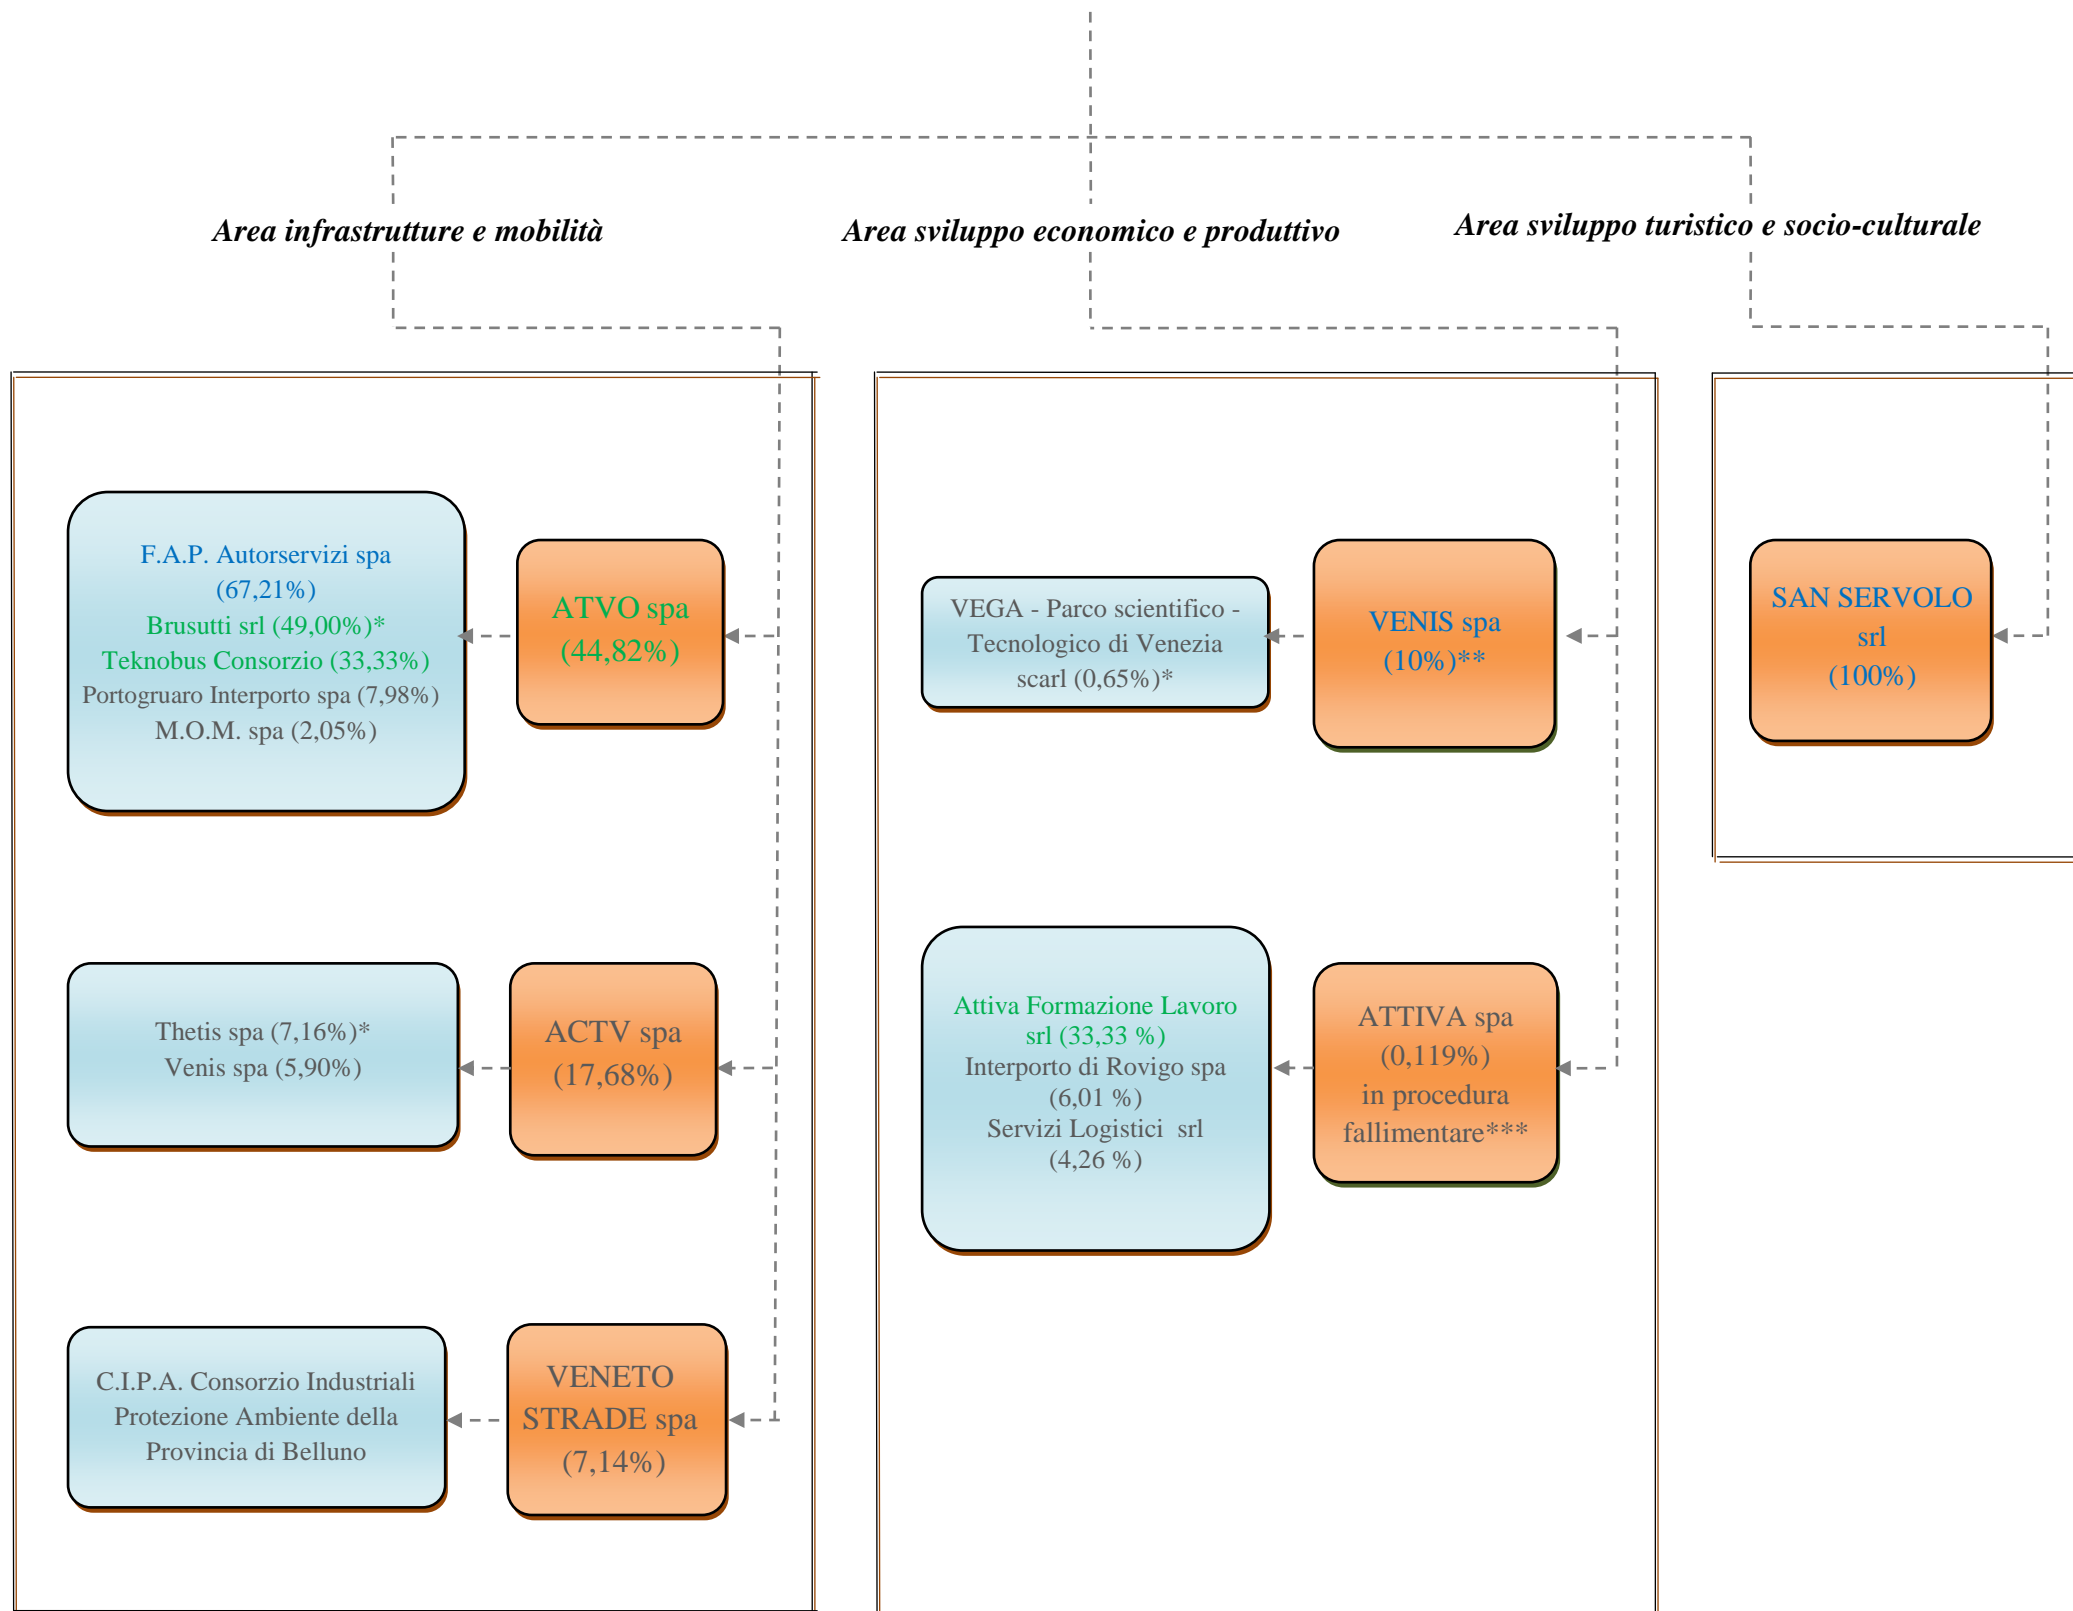 Area infrastrutture e mobilità
Area sviluppo economico e produttivo
Area sviluppo turistico e socio-culturale
F.A.P. Autorservizi spa
(67,21%)
Brusutti srl (49,00%)*
Teknobus Consorzio (33,33%)
Portogruaro Interporto spa (7,98%)
M.O.M. spa (2,05%)
ATVO spa
(44,82%)
Thetis spa (7,16%)*
Venis spa (5,90%)
ACTV spa
(17,68%)
C.I.P.A. Consorzio Industriali
Protezione Ambiente della
Provincia di Belluno
VENETO
STRADE spa
(7,14%)
VEGA - Parco scientifico -
Tecnologico di Venezia
scarl (0,65%)*
VENIS spa
(10%)**
Attiva Formazione Lavoro
srl (33,33 %)
Interporto di Rovigo spa
(6,01 %)
Servizi Logistici  srl
(4,26 %)
ATTIVA spa
(0,119%)
in procedura
fallimentare***
SAN SERVOLO
srl
(100%)